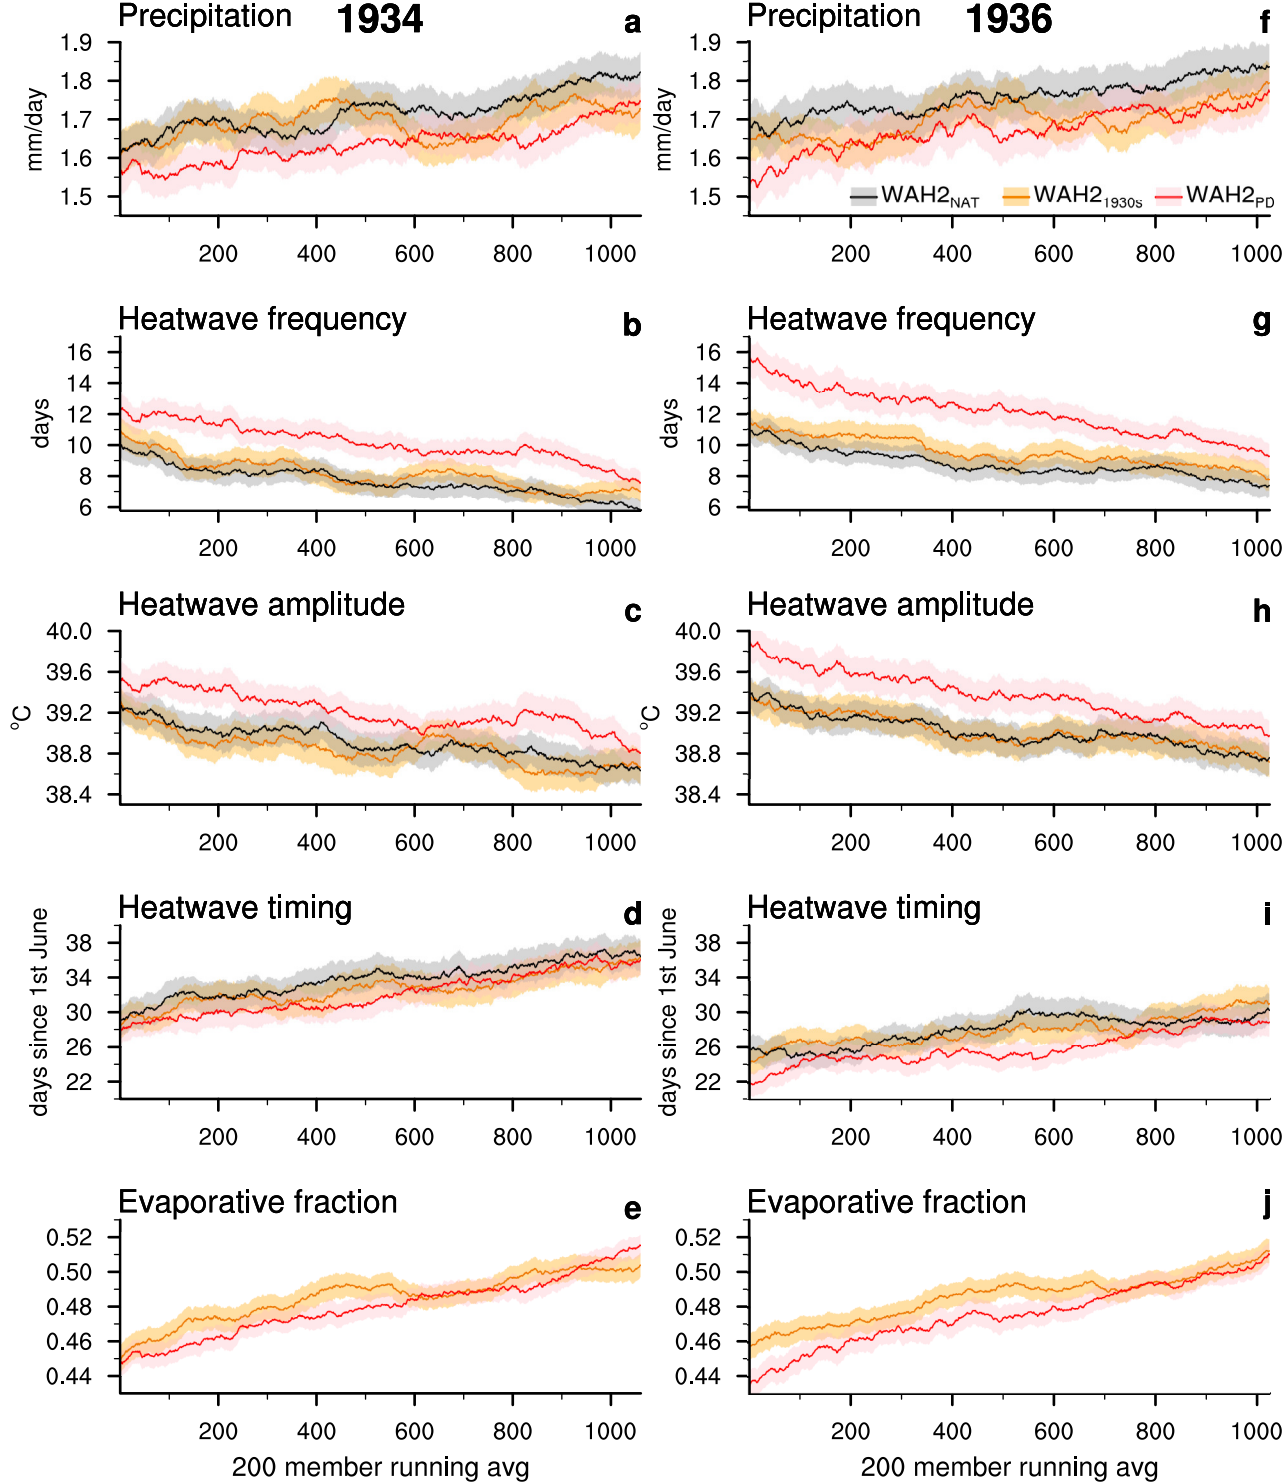 Precipitation 1934 a
1.9
1.8
1.7
1.6
1.5
mm/day
200 400 600 800 1000
Precipitation 1936 f
1.9
1.8
1.7
1.6
1.5
mm/day
WAH2NAT WAH21930s WAH2PD
200 400 600 800 1000
Heatwave frequency b
16
14
12
10
8
6
days
200 400 600 800 1000
Heatwave frequency g
16
14
12
10
8
6
days
200 400 600 800 1000
Heatwave amplitude c
40.0
39.6
39.2
38.8
38.4
°C
200 400 600 800 1000
Heatwave amplitude h
40.0
39.6
39.2
38.8
38.4
°C
200 400 600 800 1000
Heatwave timing d
38
34
30
26
22
days since 1st June
200 400 600 800 1000
Heatwave timing i
38
34
30
26
22
days since 1st June
200 400 600 800 1000
Evaporative fraction e
0.52
0.50
0.48
0.46
0.44
200 400 600 800 1000
200 member running avg
Evaporative fraction j
0.52
0.50
0.48
0.46
0.44
200 400 600 800 1000
200 member running avg